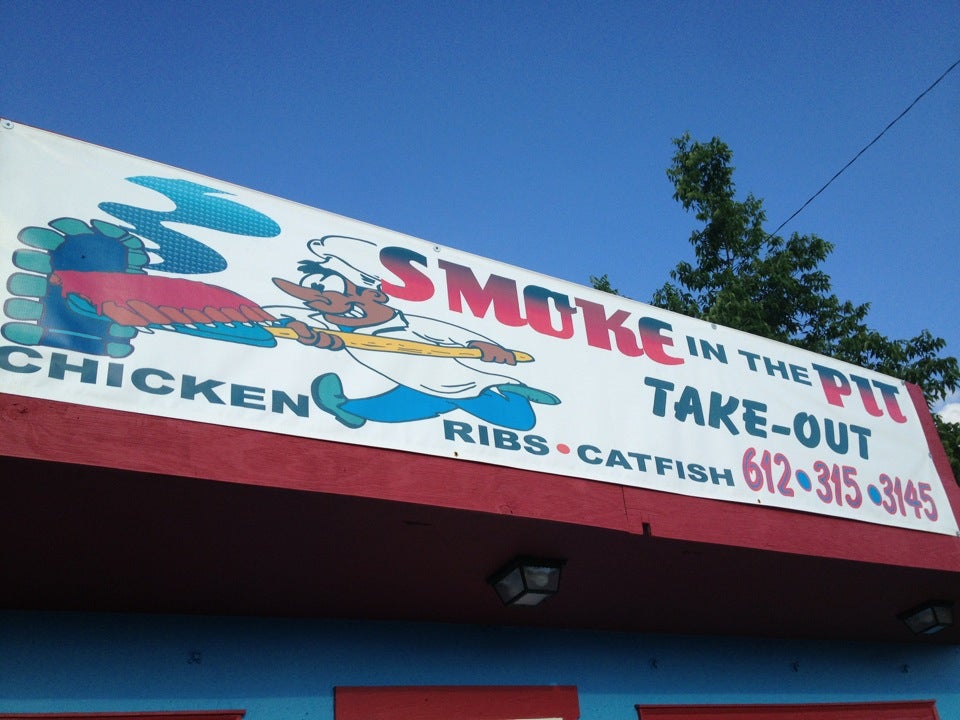 SMOKE IN THE PIT
TAKE-OUT
CHICKEN RIBS • CATFISH 612 • 315 • 3145